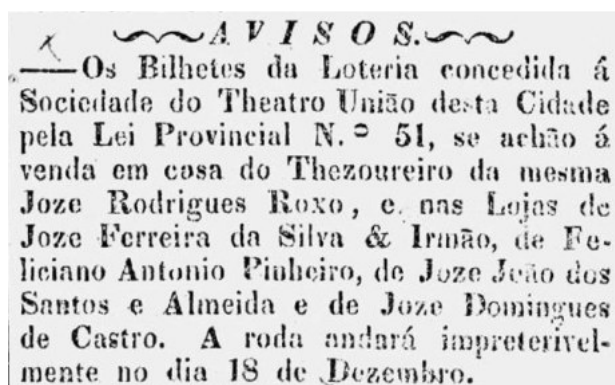 AVISOS.
—Os Bilhetes da Loteria concedida á
Sociedade do Theatro União desta Cidade
pela Lei Provincial N.º 51, se achão á
venda em casa do Thezoureiro da mesma
Joze Rodrigues Roxo, e nas Lojas de
Joze Ferreira da Silva & Irmão, de Fe-
liciano Antonio Pinheiro, de Joze João dos
Santos e Almeida e de Joze Domingues
de Castro. A roda andará impreterivel-
mente no dia 18 de Dezembro.